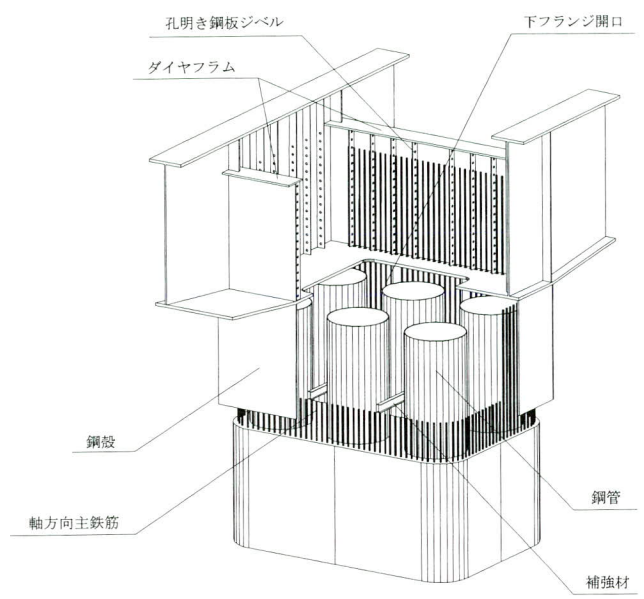 孔明き鋼板ジベル
下フランジ開口
ダイヤフラム
鋼殻
鋼管
軸方向主鉄筋
補強材